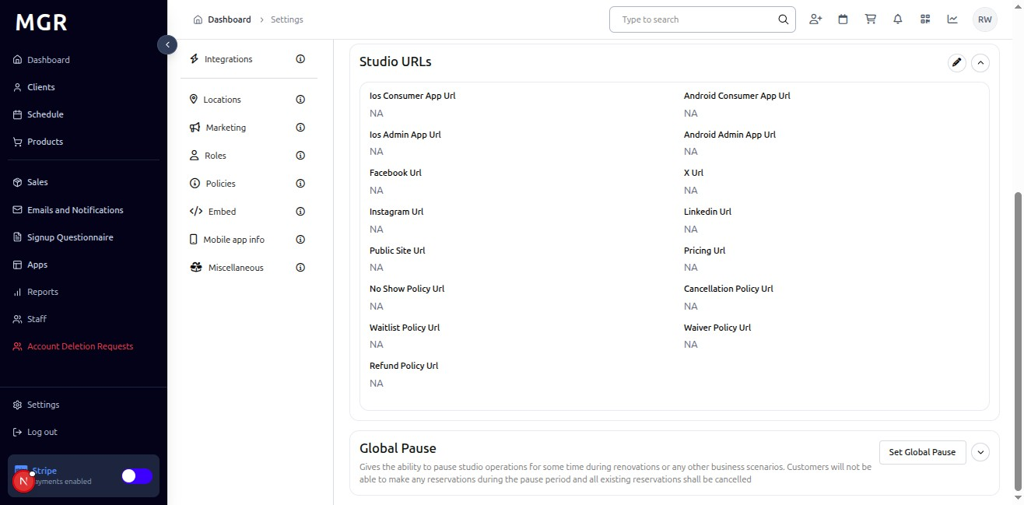 MGR
Dashboard
Clients
Schedule
Products
Sales
Emails and Notifications
Signup Questionnaire
Apps
Reports
Staff
Account Deletion Requests
Settings
Log out
Stripe
ayments enabled
N
Dashboard
Settings
Type to search
RW
Integrations
Locations
Marketing
Roles
Policies
Embed
Mobile app info
Miscellaneous
Studio URLs
Ios Consumer App Url
NA
Android Consumer App Url
NA
Ios Admin App Url
NA
Android Admin App Url
NA
Facebook Url
NA
X Url
NA
Instagram Url
NA
Linkedin Url
NA
Public Site Url
NA
Pricing Url
NA
No Show Policy Url
NA
Cancellation Policy Url
NA
Waitlist Policy Url
NA
Waiver Policy Url
NA
Refund Policy Url
NA
Global Pause
Gives the ability to pause studio operations for some time during renovations or any other business scenarios. Customers will not be
able to make any reservations during the pause period and all existing reservations shall be cancelled
Set Global Pause